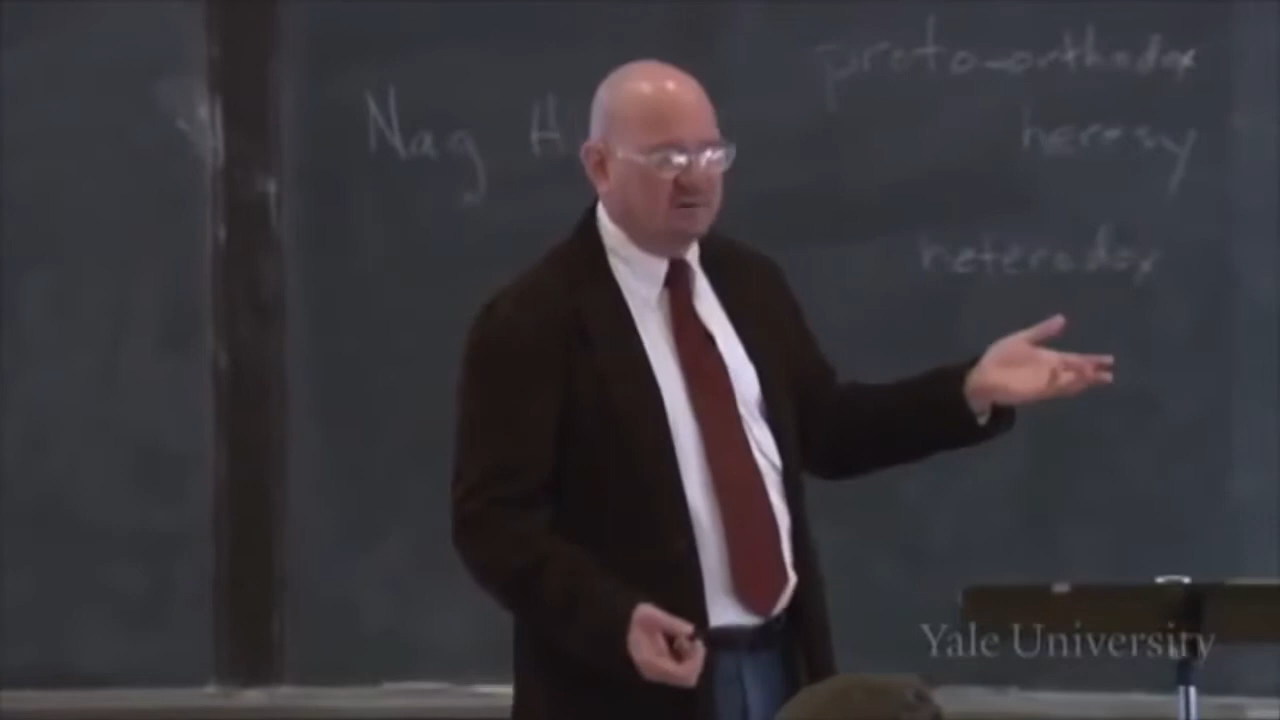 proto-orthodox
Nag H
heresy
heterodox
Yale University